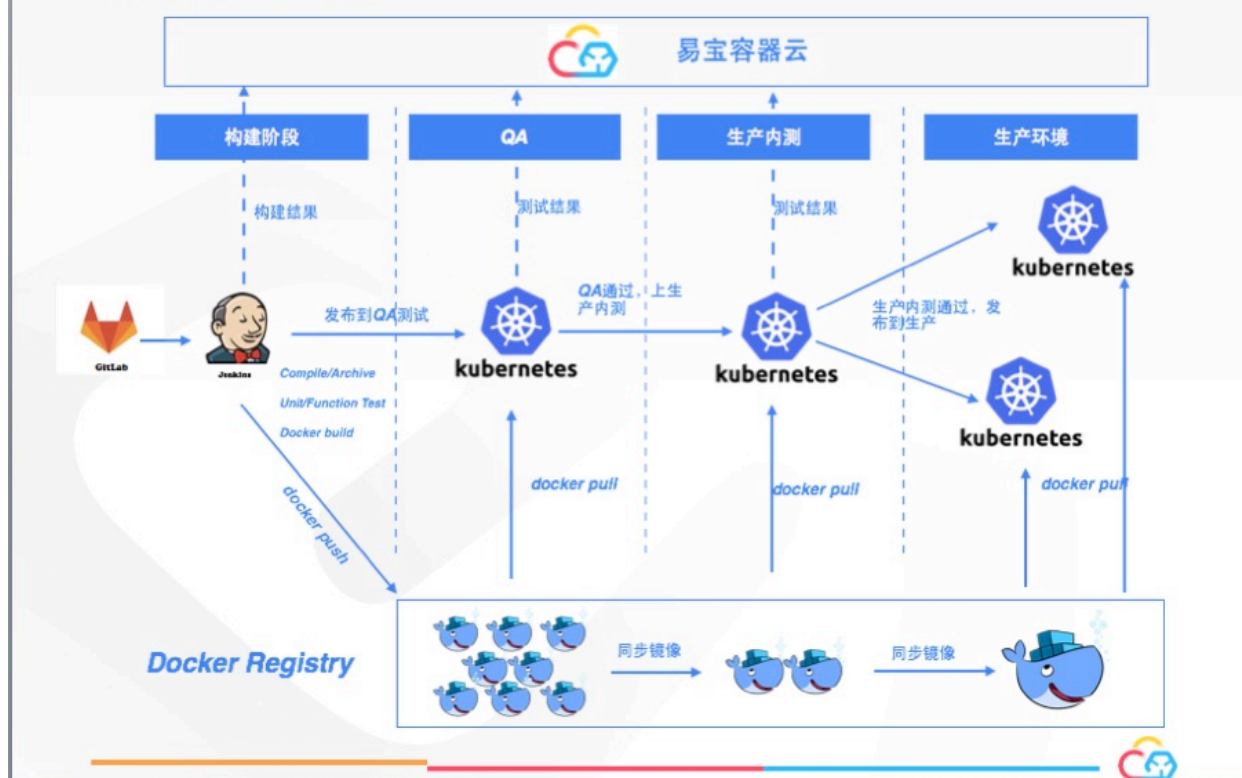 易宝容器云
构建阶段
QA
生产内测
生产环境
构建结果
测试结果
测试结果
kubernetes
GitLab
Jenkins
发布到QA测试
Compile/Archive
Unit/Function Test
Docker build
kubernetes
QA通过，上生
产内测
kubernetes
生产内测通过，发
布到生产
kubernetes
docker push
docker pull
docker pull
docker pull
Docker Registry
同步镜像
同步镜像